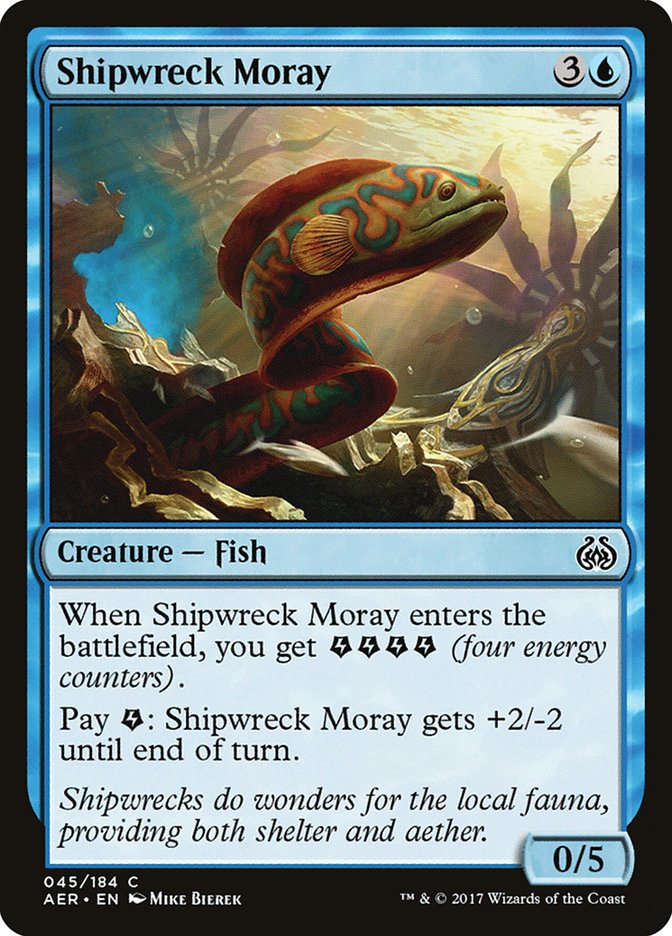 Shipwreck Moray 3
Creature — Fish
When Shipwreck Moray enters the
battlefield, you get (four energy
counters).
Pay : Shipwreck Moray gets +2/-2
until end of turn.
Shipwrecks do wonders for the local fauna,
providing both shelter and aether.
0/5
045/184 C
AER • EN Mike Bierek
™ & © 2017 Wizards of the Coast